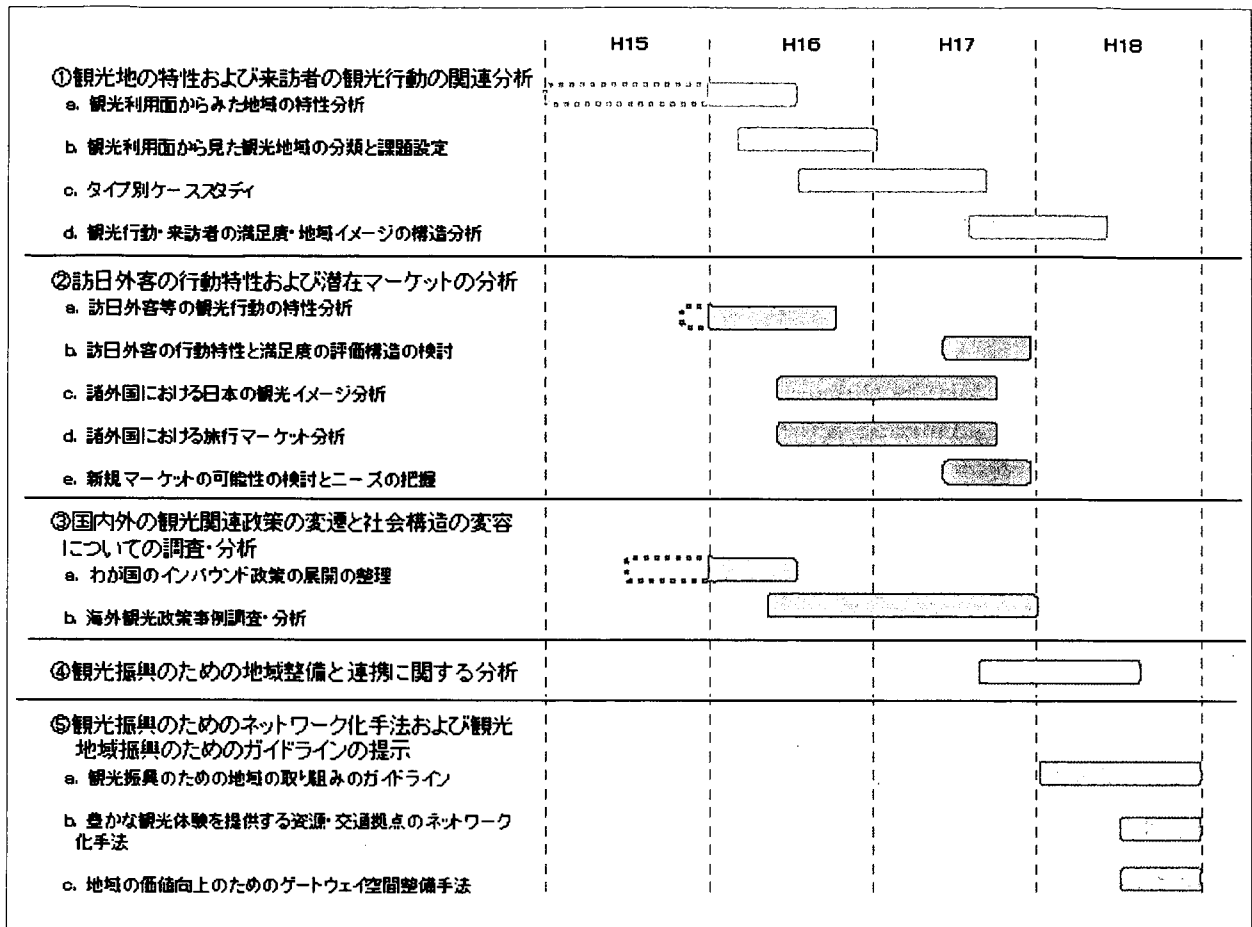 H15 H16 H17 H18
①観光地の特性および来訪者の観光行動の関連分析
a. 観光利用面からみた地域の特性分析
b. 観光利用面から見た観光地域の分類と課題設定
c. タイプ別ケーススタディ
d. 観光行動・来訪者の満足度・地域イメージの構造分析
②訪日外客の行動特性および潜在マーケットの分析
a. 訪日外客等の観光行動の特性分析
b. 訪日外客の行動特性と満足度の評価構造の検討
c. 諸外国における日本の観光イメージ分析
d. 諸外国における旅行マーケット分析
e. 新規マーケットの可能性の検討とニーズの把握
③国内外の観光関連政策の変遷と社会構造の変容
についての調査・分析
a. わが国のインバウンド政策の展開の整理
b. 海外観光政策事例調査・分析
④観光振興のための地域整備と連携に関する分析
⑤観光振興のためのネットワーク化手法および観光
地域振興のためのガイドラインの提示
a. 観光振興のための地域の取り組みのガイドライン
b. 豊かな観光体験を提供する資源・交通拠点のネットワーク
化手法
c. 地域の価値向上のためのゲートウェイ空間整備手法